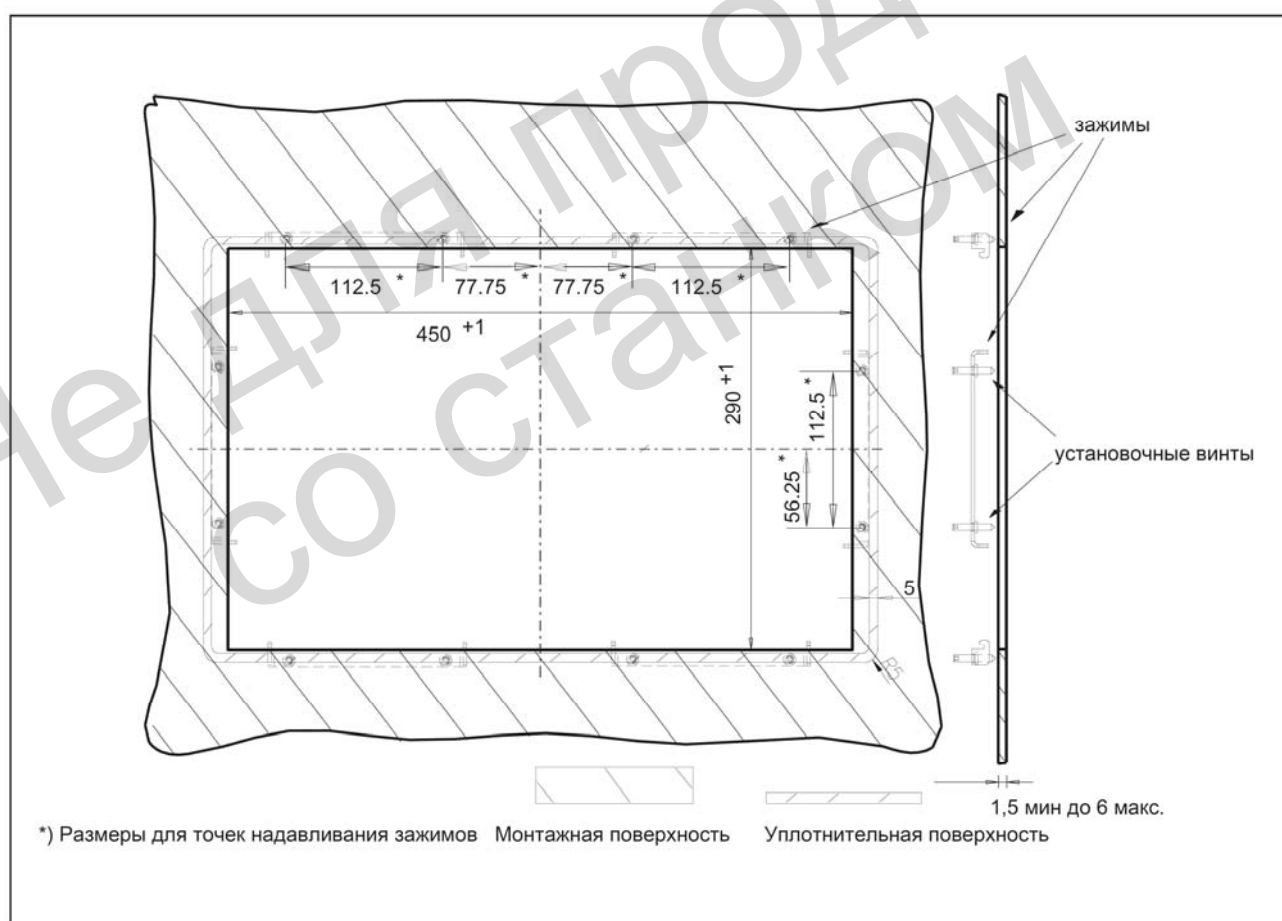 Не для прод
со станком
зажимы
112.5 * 77.75 * 77.75 * 112.5 *
450 +1
290 +1
112.5 *
56.25 *
установочные винты
5
R5
1,5 мин до 6 макс.
*) Размеры для точек надавливания зажимов Монтажная поверхность Уплотнительная поверхность